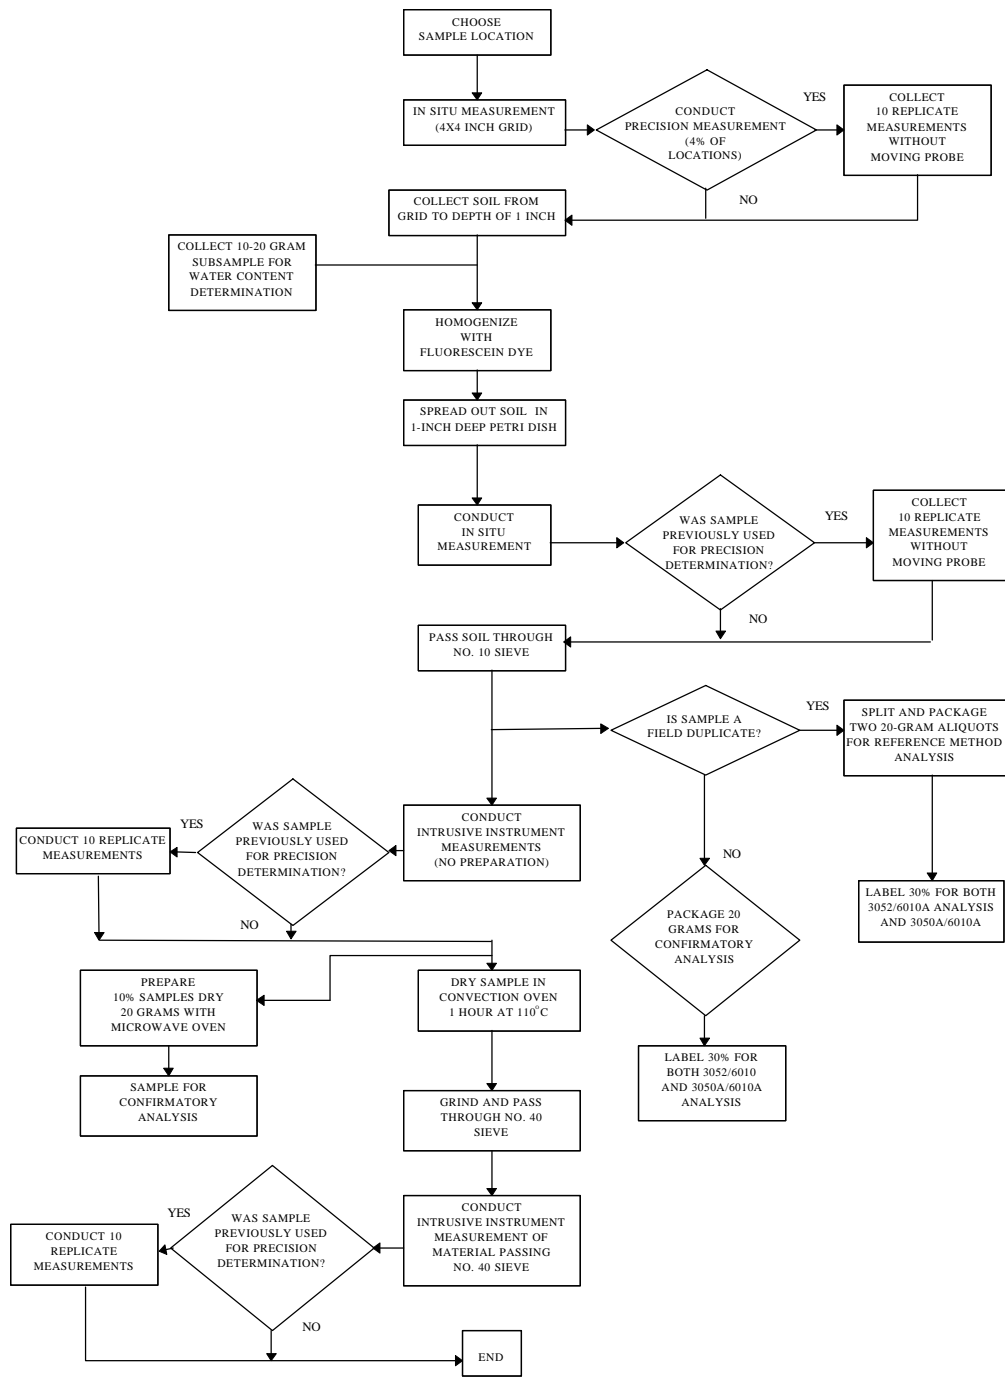 CHOOSE
SAMPLE LOCATION
IN SITU MEASUREMENT
(4X4 INCH GRID)
CONDUCT
PRECISION MEASUREMENT
(4% OF
LOCATIONS)
YES
COLLECT
10 REPLICATE
MEASUREMENTS
WITHOUT
MOVING PROBE
NO
COLLECT SOIL FROM
GRID TO DEPTH OF 1 INCH
COLLECT 10-20 GRAM
SUBSAMPLE FOR
WATER CONTENT
DETERMINATION
HOMOGENIZE
WITH
FLUORESCEIN DYE
SPREAD OUT SOIL IN
1-INCH DEEP PETRI DISH
CONDUCT
IN SITU
MEASUREMENT
WAS SAMPLE
PREVIOUSLY USED
FOR PRECISION
DETERMINATION?
YES
COLLECT
10 REPLICATE
MEASUREMENTS
WITHOUT
MOVING PROBE
NO
PASS SOIL THROUGH
NO. 10 SIEVE
IS SAMPLE A
FIELD DUPLICATE?
YES
SPLIT AND PACKAGE
TWO 20-GRAM ALIQUOTS
FOR REFERENCE METHOD
ANALYSIS
CONDUCT
INTRUSIVE INSTRUMENT
MEASUREMENTS
(NO PREPARATION)
WAS SAMPLE
PREVIOUSLY USED
FOR PRECISION
DETERMINATION?
YES
CONDUCT 10 REPLICATE
MEASUREMENTS
NO
NO
PACKAGE 20
GRAMS FOR
CONFIRMATORY
ANALYSIS
LABEL 30% FOR BOTH
3052/6010A ANALYSIS
AND 3050A/6010A
PREPARE
10% SAMPLES DRY
20 GRAMS WITH
MICROWAVE OVEN
DRY SAMPLE IN
CONVECTION OVEN
1 HOUR AT 110°C
LABEL 30% FOR
BOTH 3052/6010
AND 3050A/6010A
ANALYSIS
SAMPLE FOR
CONFIRMATORY
ANALYSIS
GRIND AND PASS
THROUGH NO. 40
SIEVE
CONDUCT
INTRUSIVE INSTRUMENT
MEASUREMENT OF
MATERIAL PASSING
NO. 40 SIEVE
WAS SAMPLE
PREVIOUSLY USED
FOR PRECISION
DETERMINATION?
YES
CONDUCT 10
REPLICATE
MEASUREMENTS
NO
END